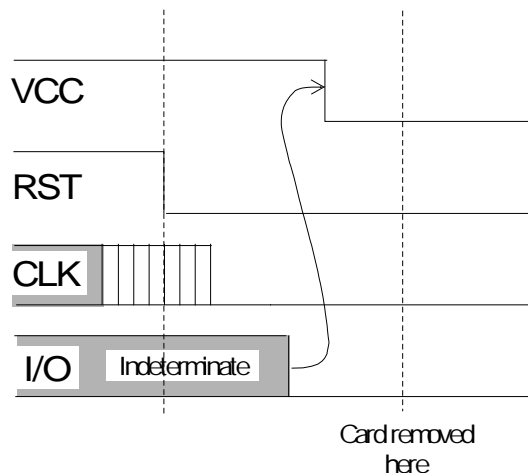 VCC
RST
CLK
I/O
Indeterminate
Card removed
here